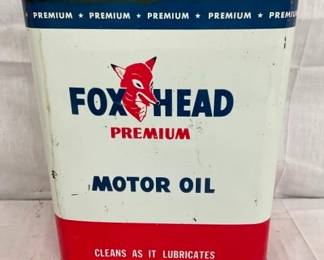 PREMIUM ★ PREMIUM ★ PREMIUM ★ PREMIUM ★ PREMIUM
FOX HEAD
PREMIUM
MOTOR OIL
CLEANS AS IT LUBRICATES